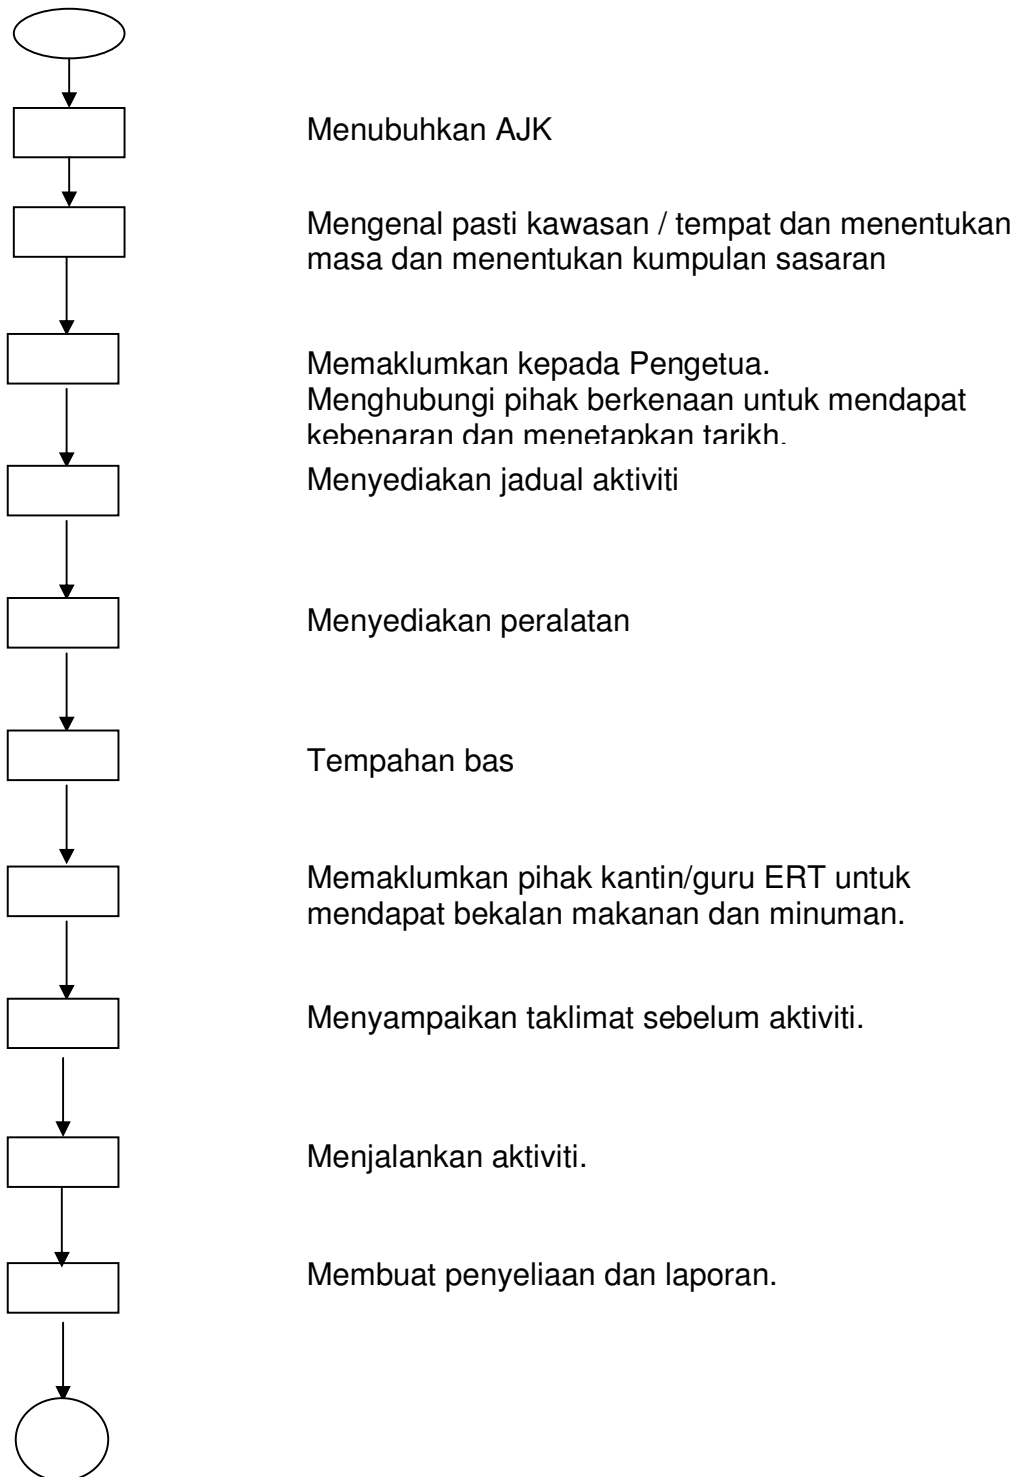 Menubuhkan AJK
Mengenal pasti kawasan / tempat dan menentukan
masa dan menentukan kumpulan sasaran
Memaklumkan kepada Pengetua.
Menghubungi pihak berkenaan untuk mendapat
kebenaran dan menetapkan tarikh.
Menyediakan jadual aktiviti
Menyediakan peralatan
Tempahan bas
Memaklumkan pihak kantin/guru ERT untuk
mendapat bekalan makanan dan minuman.
Menyampaikan taklimat sebelum aktiviti.
Menjalankan aktiviti.
Membuat penyeliaan dan laporan.